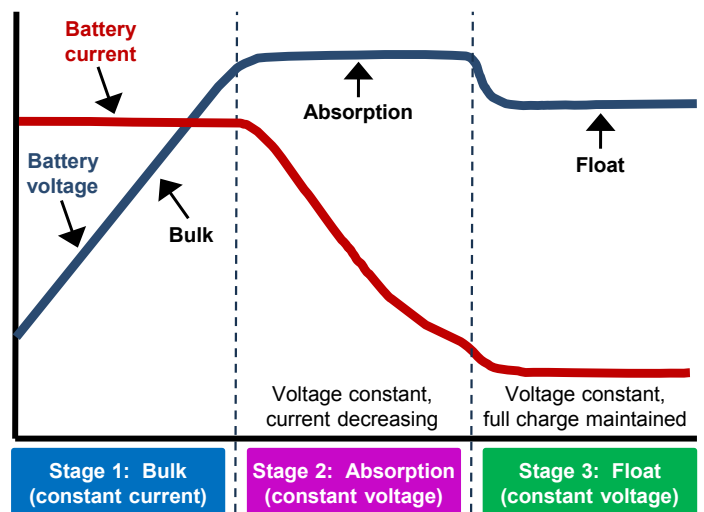 Battery
current
Absorption
Battery
voltage
Float
Bulk
Voltage constant,
current decreasing
Voltage constant,
full charge maintained
Stage 1:  Bulk
(constant current)
Stage 2:  Absorption
(constant voltage)
Stage 3:  Float
(constant voltage)